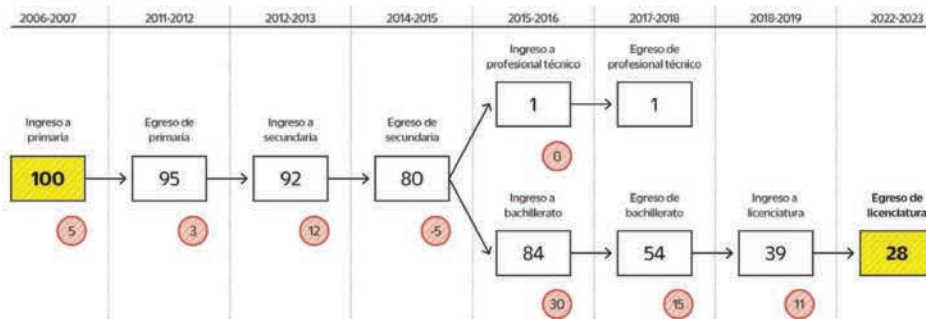 2006-2007
2011-2012
2012-2013
2014-2015
2015-2016
2017-2018
2018-2019
2022-2023
Ingreso a
profesional técnico
Egreso de
profesional técnico
1
1
0
Ingreso a
primaria
Egreso de
primaria
Ingreso a
secundaria
Egreso de
secundaria
100
95
92
80
5
3
12
-5
Ingreso a
bachillerato
Egreso de
bachillerato
Ingreso a
licenciatura
Egreso de
licenciatura
84
54
39
28
30
15
11